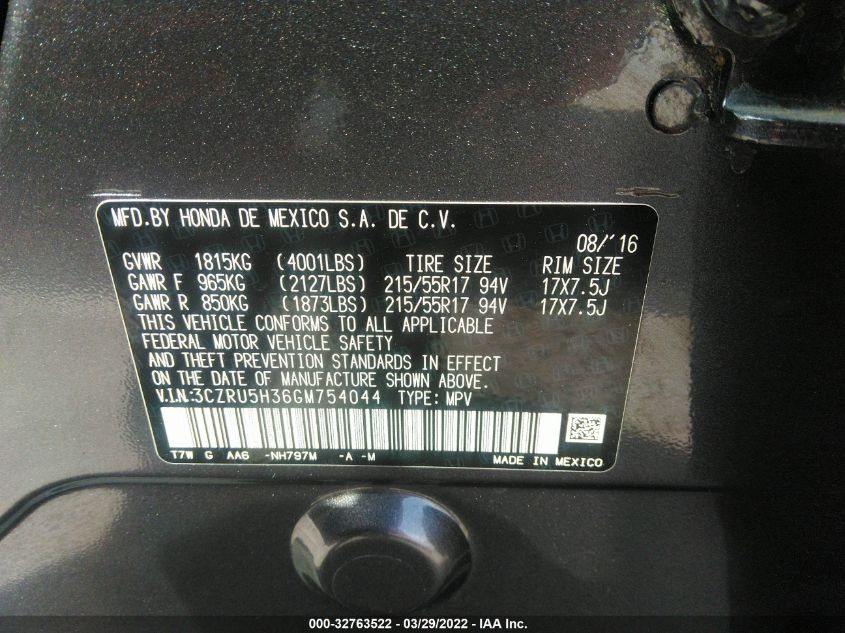 MFD.BY HONDA DE MEXICO S.A. DE C.V.
08/'16
GVWR 1815KG (4001LBS) TIRE SIZE RIM SIZE
GAWR F 965KG (2127LBS) 215/55R17 94V 17X7.5J
GAWR R 850KG (1873LBS) 215/55R17 94V 17X7.5J
THIS VEHICLE CONFORMS TO ALL APPLICABLE
FEDERAL MOTOR VEHICLE SAFETY
AND THEFT PREVENTION STANDARDS IN EFFECT
ON THE DATE OF MANUFACTURE SHOWN ABOVE.
V.I.N:3CZRU5H36GM754044 TYPE: MPV
T7W G AA6 -NH797M -A -M MADE IN MEXICO
000-32763522 - 03/29/2022 - IAA Inc.